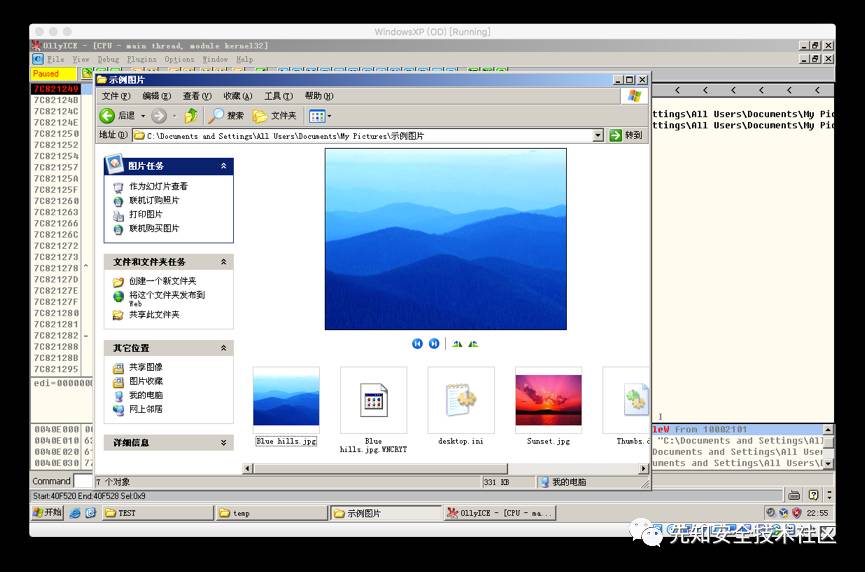 WindowsXP (OD) [Running]
OllyICE - [CPU - main thread, module kernel32]
File View Debug Plugins Options Window Help
Paused
示例图片
文件(F) 编辑(E) 查看(V) 收藏(A) 工具(T) 帮助(H)
后退 搜索 文件夹
地址(D) C:\Documents and Settings\All Users\Documents\My Pictures\示例图片 转到
7C821249
7C82124B
7C82124C
7C82124E
7C821250
7C821252
7C821254
7C821257
7C82125A
7C82125F
7C821260
7C821263
7C821266
7C82126C
7C821272
7C821273
7C821278 ^
7C82127D
7C82127E
7C82127F
7C821280
7C821281
7C821282 -
7C821288
7C82128B
7C821295
图片任务
作为幻灯片查看
联机订购照片
打印图片
联机购买图片
文件和文件夹任务
创建一个新文件夹
将这个文件夹发布到
Web
共享此文件夹
其它位置
共享图像
图片收藏
我的电脑
网上邻居
详细信息
Blue hills.jpg
Blue
hills.jpg.WNCRYT
desktop.ini
Sunset.jpg
Thumbs.
7 个对象 331 KB 我的电脑
ttings\All Users\Documents\My Pic
ttings\All Users\Documents\My Pic
edi=000000
0040E000
0040E010
0040E020
0040E030
leW from 10002101
"C:\Documents and Settings\All
Documents and Settings\All User
uments and Settings\All Users\
Command
Start:40F520 End:40F528 Sel:0x9
开始 TEST temp 示例图片 OllyICE - [CPU - ma... 22:55
先知安全技术社区